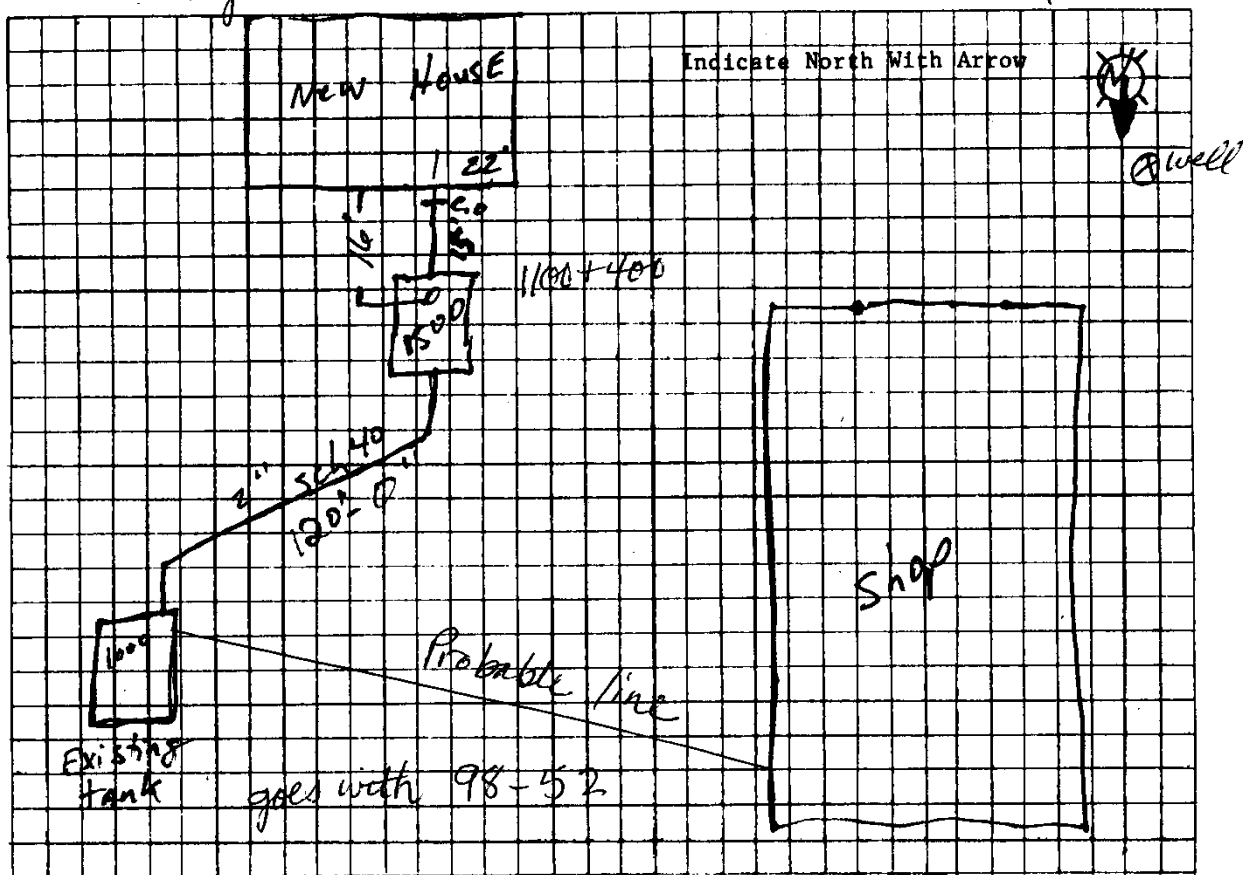 Indicate North With Arrow
N
New House
well
22'
16'
c.o
1100+400
1500
2" sch 40
120'-0"
Shop
1000
Probable line
Existing
tank
goes with 98-52